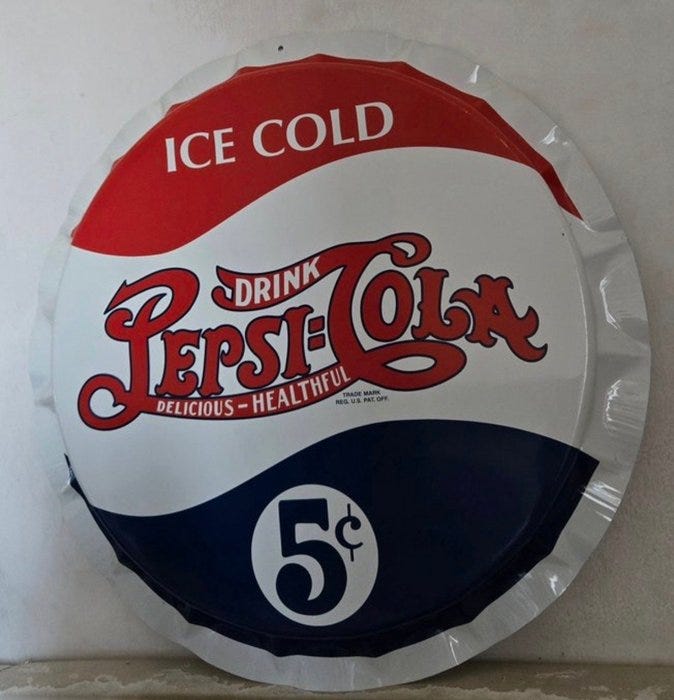 ICE COLD
DRINK
PEPSI=COLA
DELICIOUS-HEALTHFUL
TRADE MARK
REG. U.S. PAT. OFF.
5¢